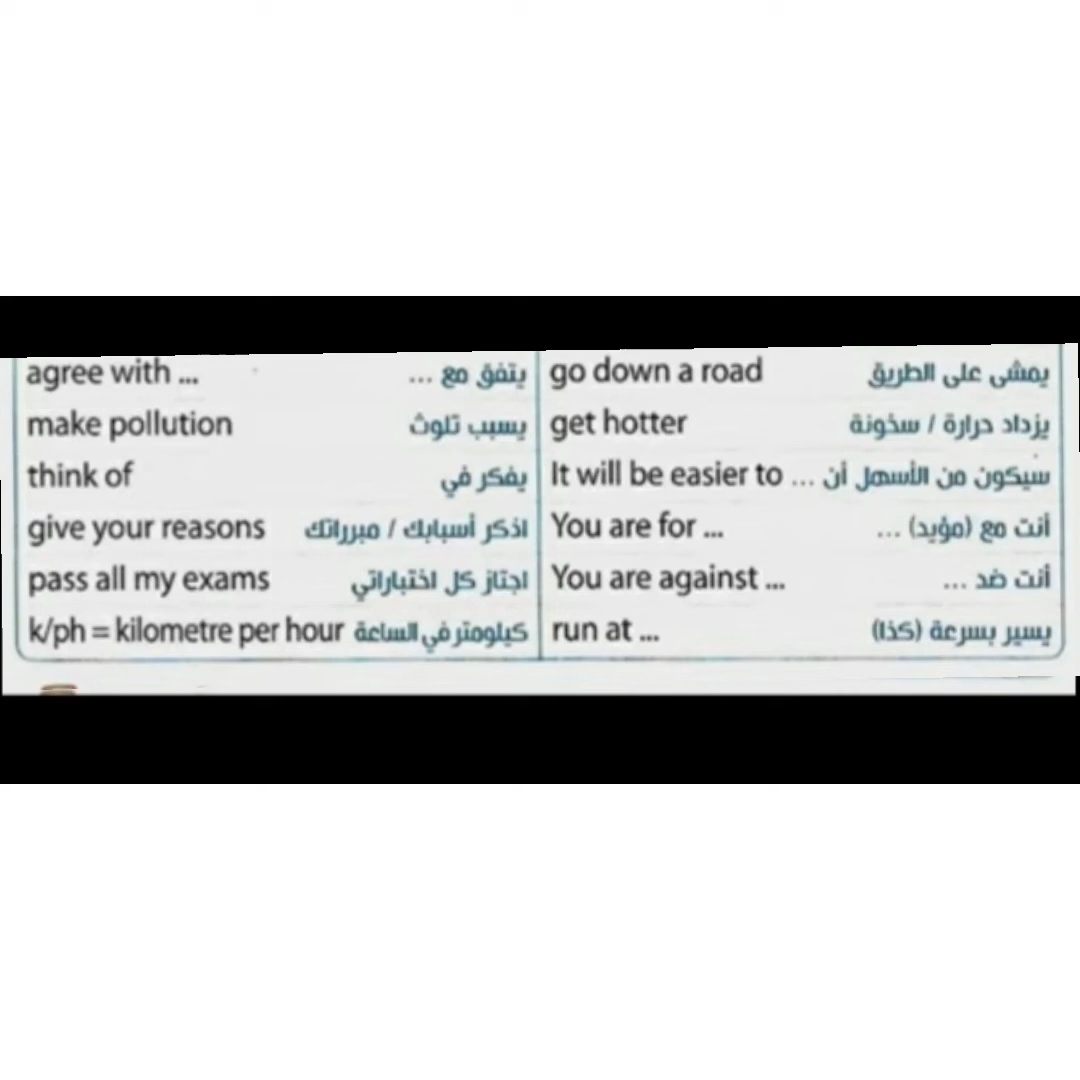 agree with ... يتفق مع ...
make pollution يسبب تلوث
think of يفكر في
give your reasons اذكر أسبابك / مبرراتك
pass all my exams اجتاز كل اختباراتي
k/ph = kilometre per hour كيلومتر في الساعة
go down a road يمشى على الطريق
get hotter يزداد حرارة / سخونة
It will be easier to ... سيكون من الأسهل أن
You are for ... أنت مع (مؤيد) ...
You are against ... أنت ضد ...
run at ... يسير بسرعة (كذا)